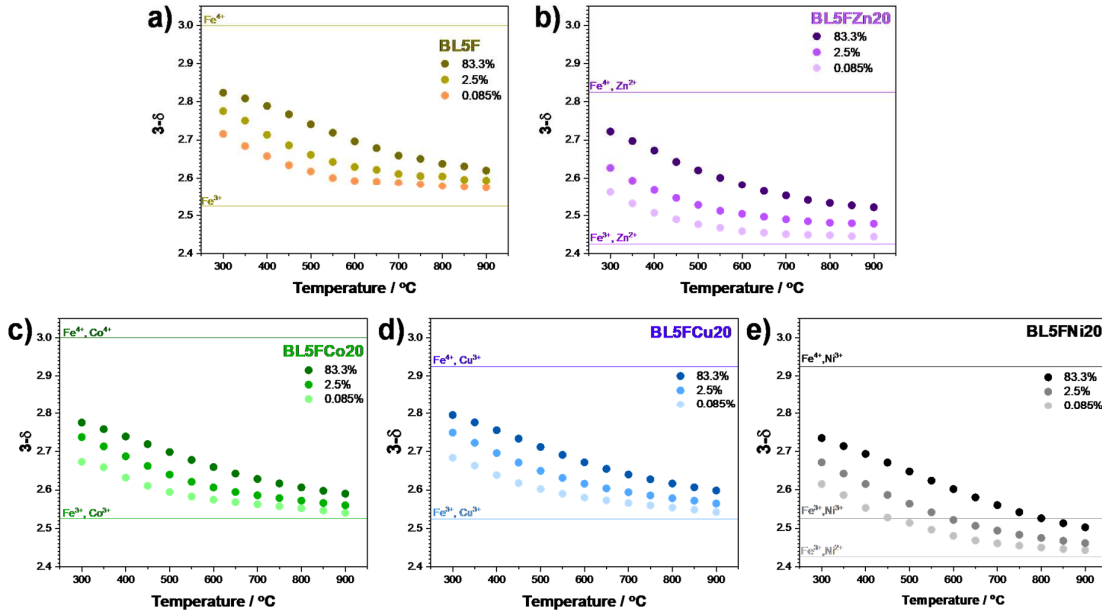 a)
BL5F
83.3%
2.5%
0.085%
Fe⁴⁺
Fe³⁺
3.0
2.9
2.8
2.7
2.6
2.5
2.4
3-δ
300 400 500 600 700 800 900
Temperature / °C
b)
BL5FZn20
83.3%
2.5%
0.085%
Fe⁴⁺, Zn²⁺
Fe³⁺, Zn²⁺
3.0
2.9
2.8
2.7
2.6
2.5
2.4
3-δ
300 400 500 600 700 800 900
Temperature / °C
c)
BL5FCo20
83.3%
2.5%
0.085%
Fe⁴⁺, Co⁴⁺
Fe³⁺, Co³⁺
3.0
2.9
2.8
2.7
2.6
2.5
2.4
3-δ
300 400 500 600 700 800 900
Temperature / °C
d)
BL5FCu20
83.3%
2.5%
0.085%
Fe⁴⁺, Cu³⁺
Fe³⁺, Cu³⁺
3.0
2.9
2.8
2.7
2.6
2.5
2.4
3-δ
300 400 500 600 700 800 900
Temperature / °C
e)
BL5FNi20
83.3%
2.5%
0.085%
Fe⁴⁺,Ni³⁺
Fe³⁺,Ni³⁺
Fe³⁺,Ni²⁺
3.0
2.9
2.8
2.7
2.6
2.5
2.4
3-δ
300 400 500 600 700 800 900
Temperature / °C